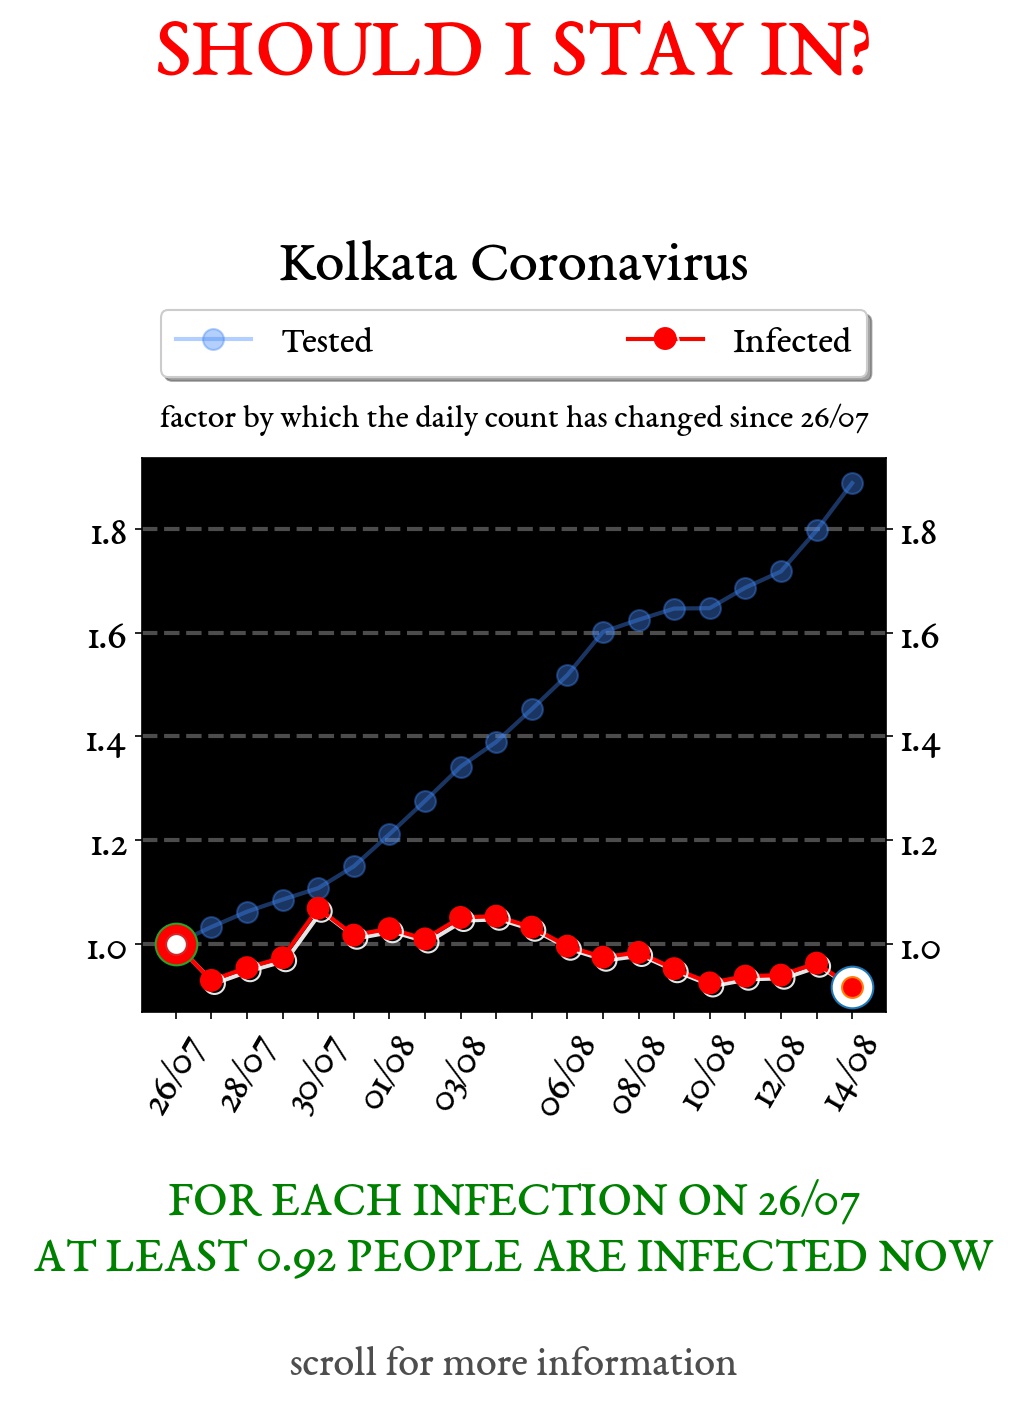 SHOULD I STAY IN?
Kolkata Coronavirus
Tested Infected
factor by which the daily count has changed since 26/07
1.8 1.8
1.6 1.6
1.4 1.4
1.2 1.2
1.0 1.0
26/07 28/07 30/07 01/08 03/08 06/08 08/08 10/08 12/08 14/08
FOR EACH INFECTION ON 26/07
AT LEAST 0.92 PEOPLE ARE INFECTED NOW
scroll for more information